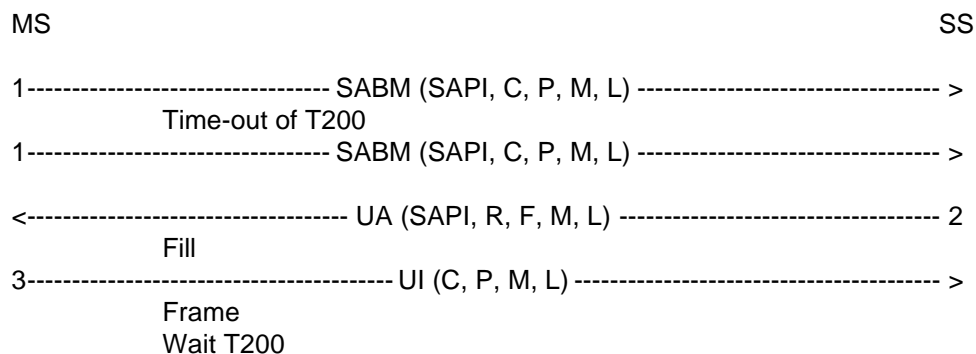 MS SS
1---------------------------------- SABM (SAPI, C, P, M, L) ---------------------------------- >
Time-out of T200
1---------------------------------- SABM (SAPI, C, P, M, L) ---------------------------------- >
<------------------------------------ UA (SAPI, R, F, M, L) ------------------------------------ 2
Fill
3----------------------------------------- UI (C, P, M, L) ----------------------------------------- >
Frame
Wait T200